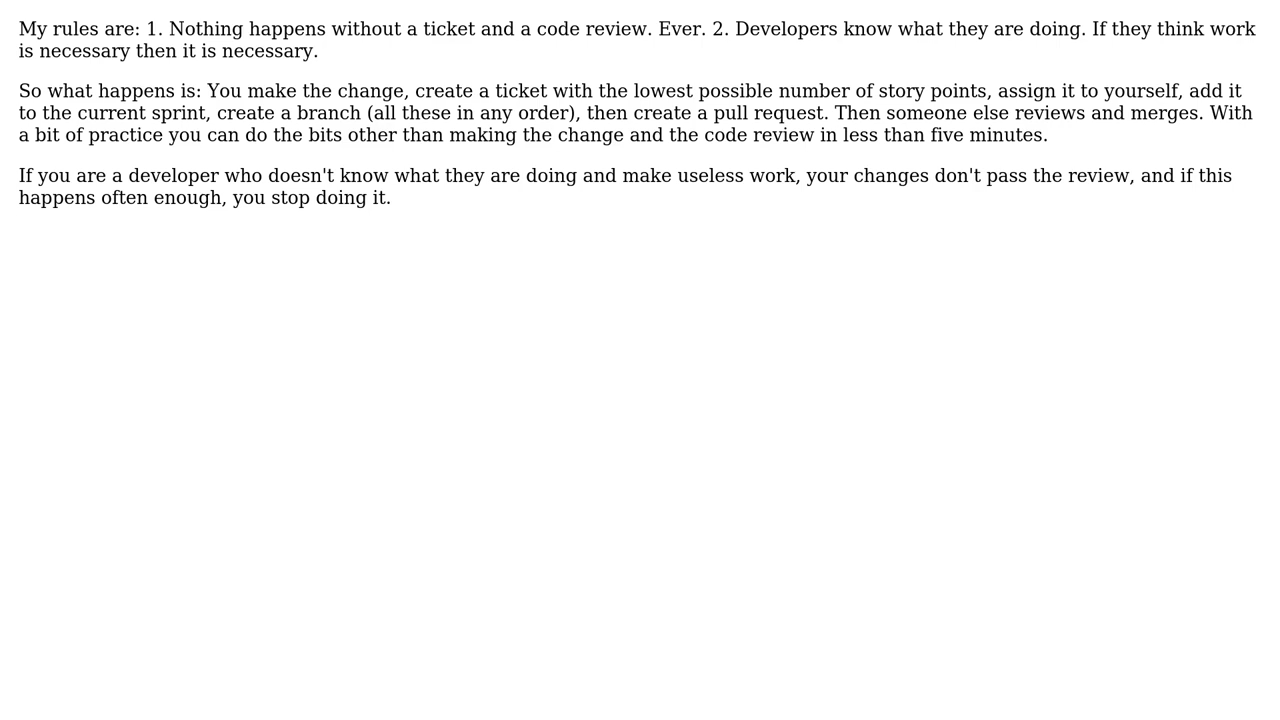 My rules are: 1. Nothing happens without a ticket and a code review. Ever. 2. Developers know what they are doing. If they think work
is necessary then it is necessary.
So what happens is: You make the change, create a ticket with the lowest possible number of story points, assign it to yourself, add it
to the current sprint, create a branch (all these in any order), then create a pull request. Then someone else reviews and merges. With
a bit of practice you can do the bits other than making the change and the code review in less than five minutes.
If you are a developer who doesn't know what they are doing and make useless work, your changes don't pass the review, and if this
happens often enough, you stop doing it.